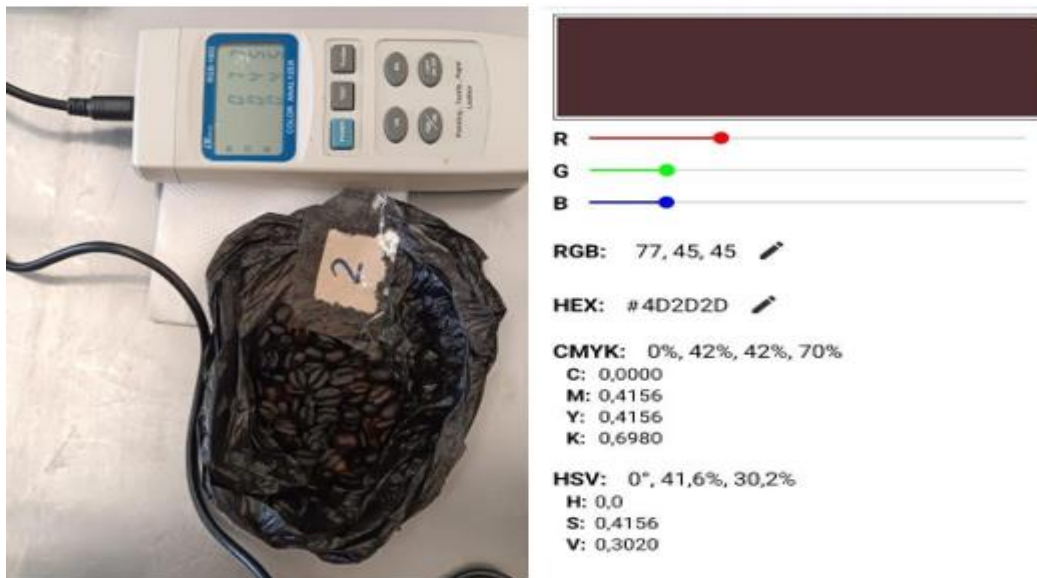 COLOR ANALYZER
2
R
G
B
RGB: 77, 45, 45
HEX: #4D2D2D
CMYK: 0%, 42%, 42%, 70%
C: 0,0000
M: 0,4156
Y: 0,4156
K: 0,6980
HSV: 0°, 41,6%, 30,2%
H: 0,0
S: 0,4156
V: 0,3020